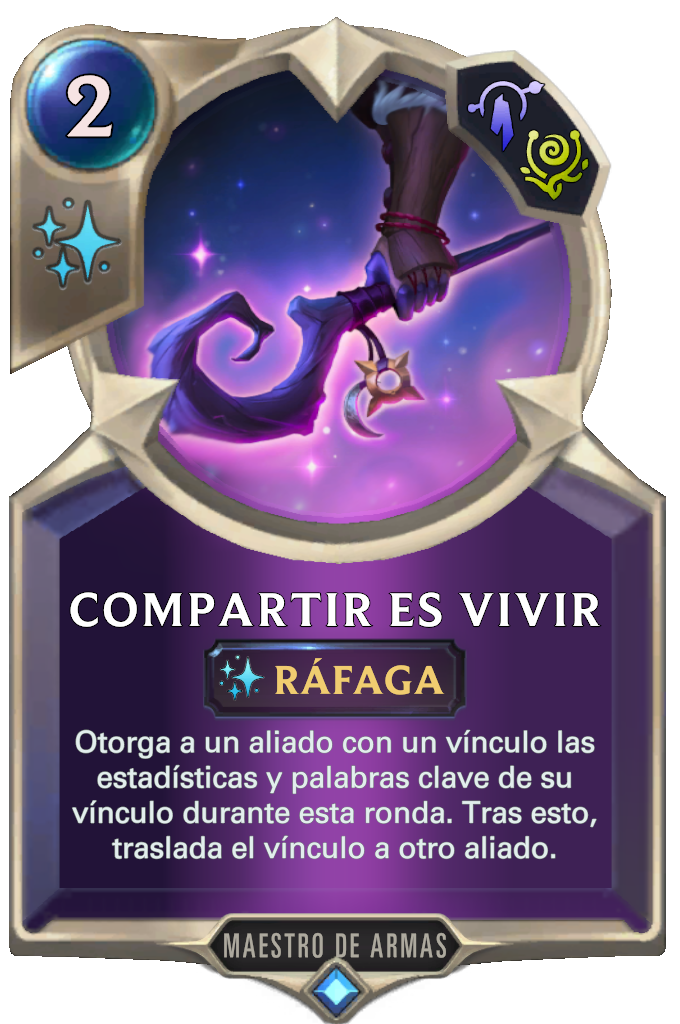 2
COMPARTIR ES VIVIR
RÁFAGA
Otorga a un aliado con un vínculo las
estadísticas y palabras clave de su
vínculo durante esta ronda. Tras esto,
traslada el vínculo a otro aliado.
MAESTRO DE ARMAS